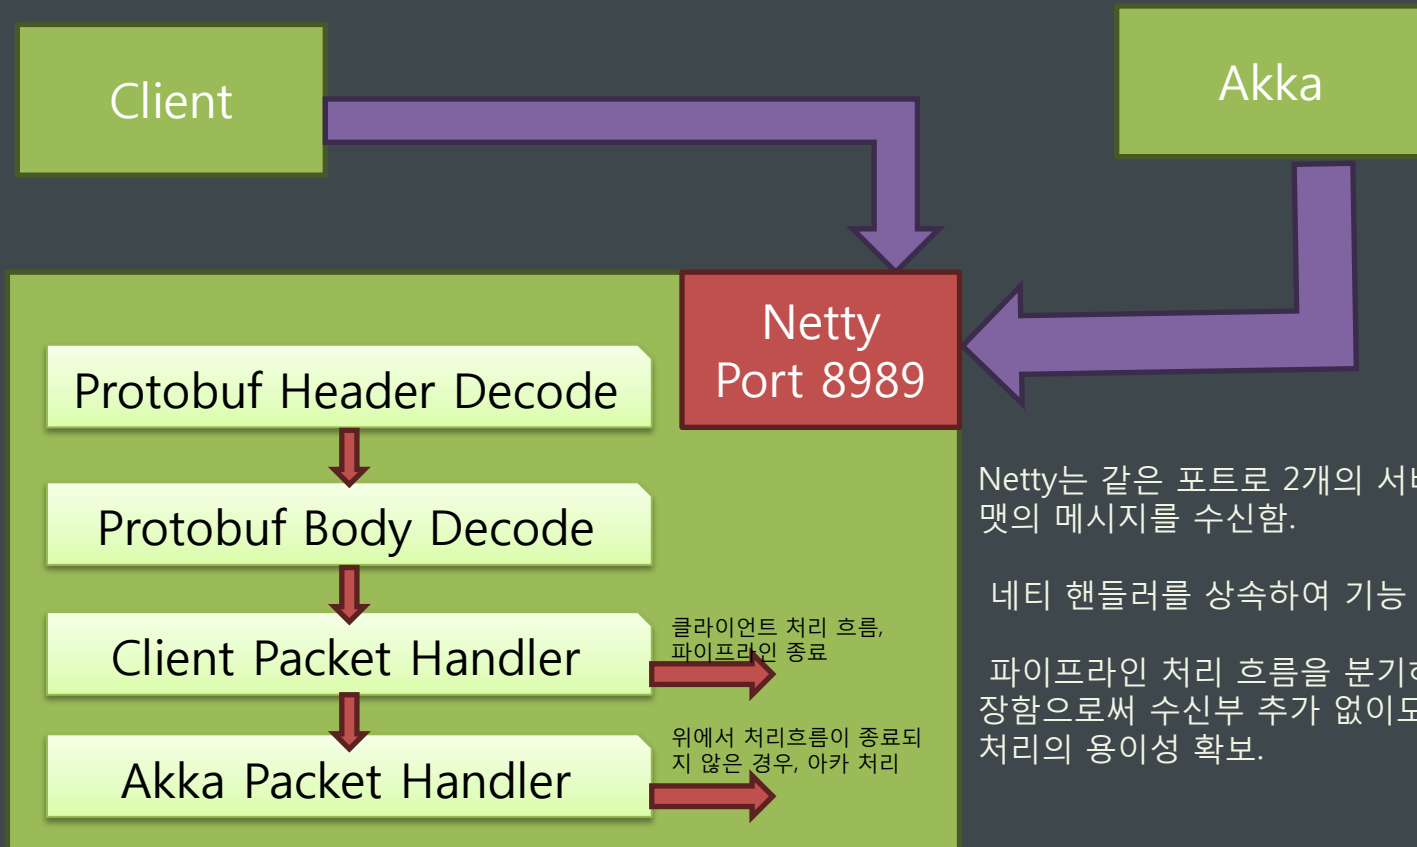 Client
Akka
Netty
Port 8989
Protobuf Header Decode
Protobuf Body Decode
Client Packet Handler
클라이언트 처리 흐름,
파이프라인 종료
Akka Packet Handler
위에서 처리흐름이 종료되
지 않은 경우, 아카 처리
Netty는 같은 포트로 2개의
맷의 메시지를 수신함.
네티 핸들러를 상속하여 기능
파이프라인 처리 흐름을
장함으로써 수신부 추가 없이도
처리의 용이성 확보.